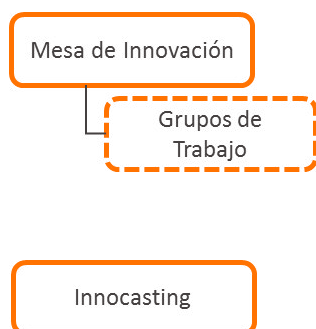 Mesa de Innovación
Grupos de
Trabajo
Innocasting